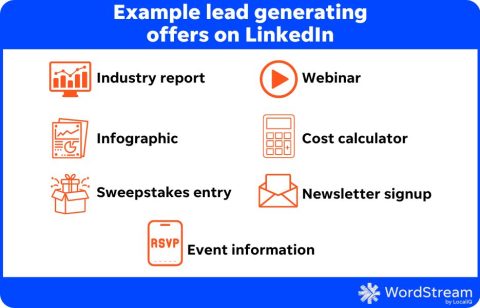 Example lead generating
offers on LinkedIn
Industry report
Webinar
Infographic
Cost calculator
Sweepstakes entry
Newsletter signup
RSVP
Event information
WordStream
by LocaliQ